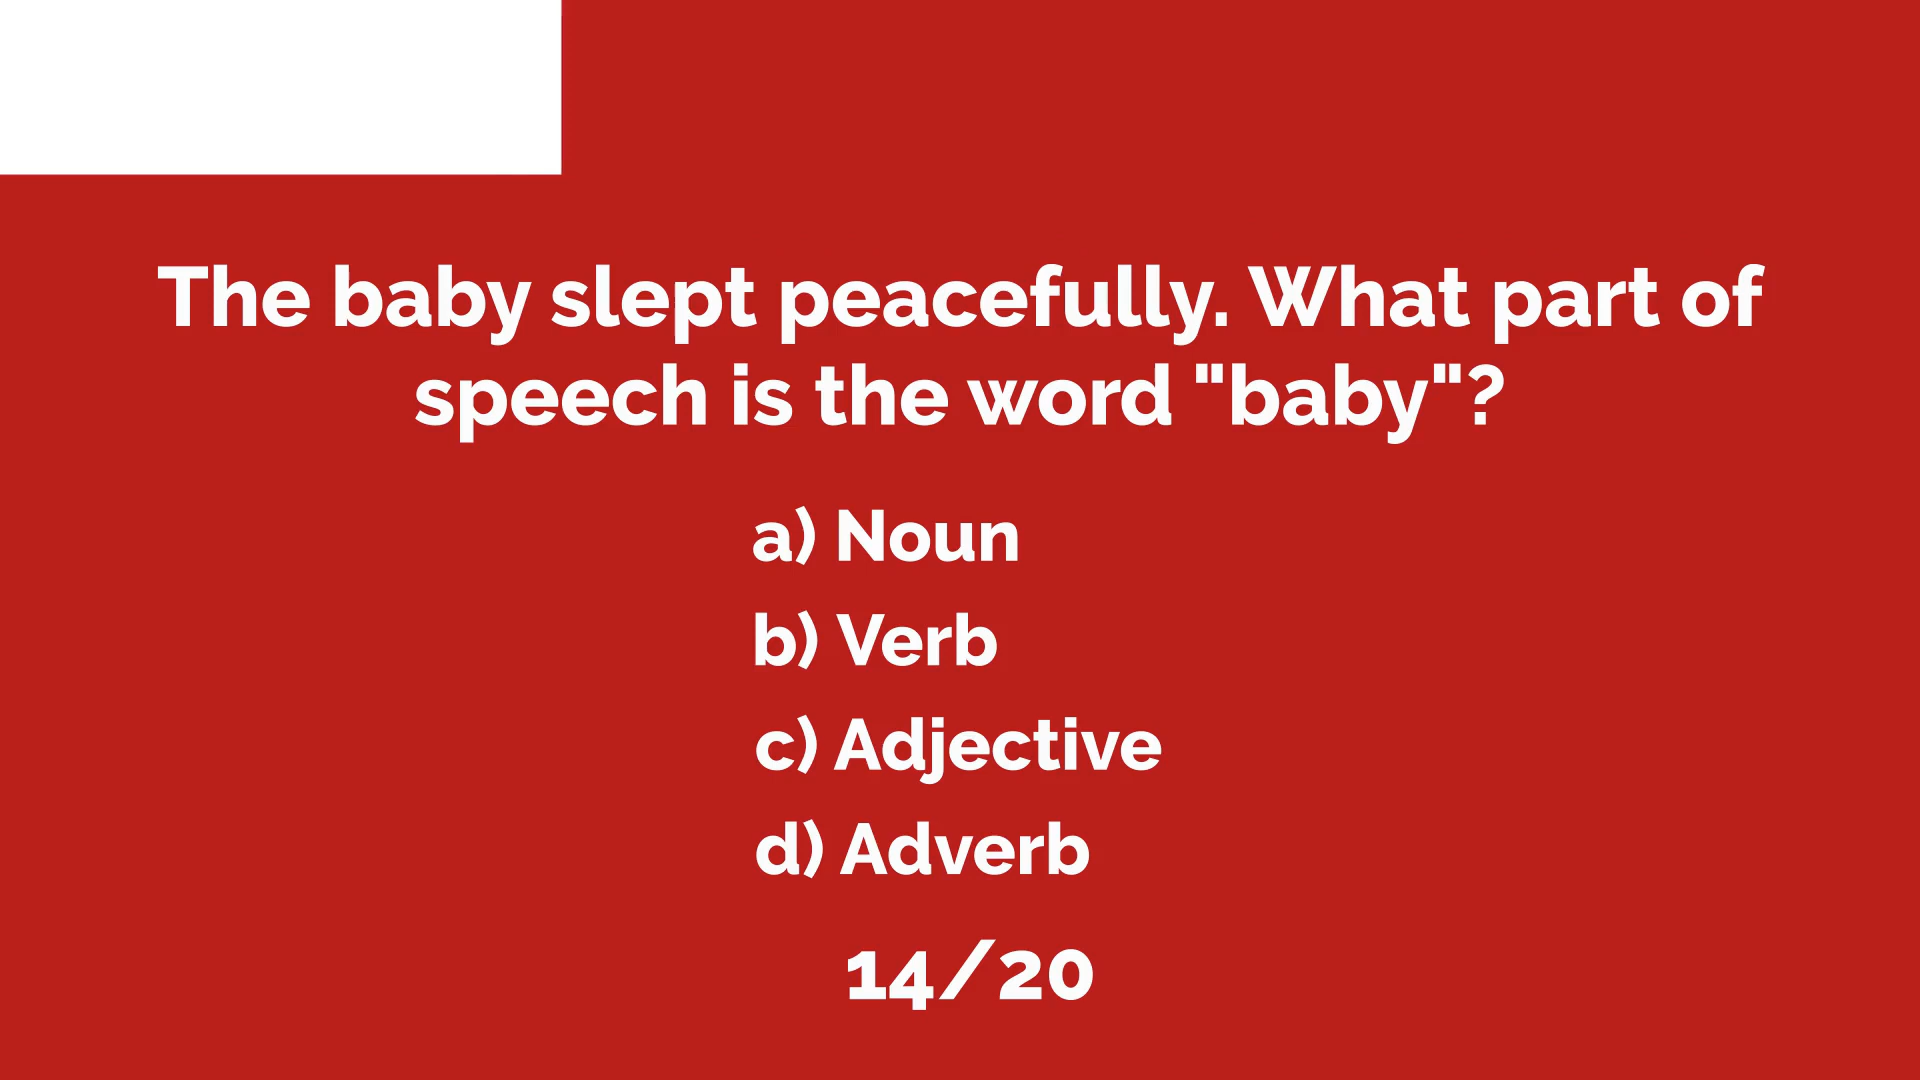 The baby slept peacefully. What part of
speech is the word "baby"?
a) Noun
b) Verb
c) Adjective
d) Adverb
14/20